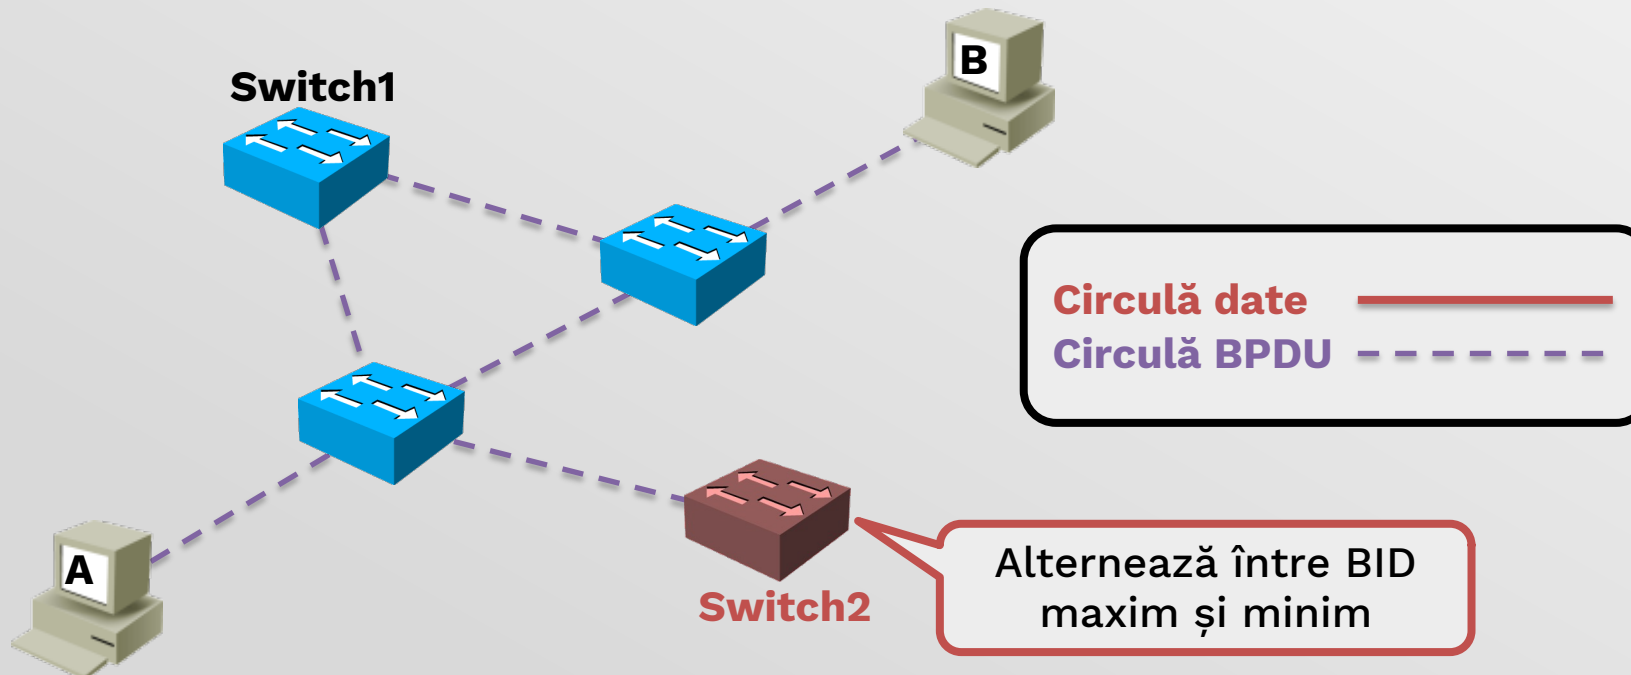 B
Switch1
Circulă date
Circulă BPDU
A
Alternează între BID
maxim și minim
Switch2